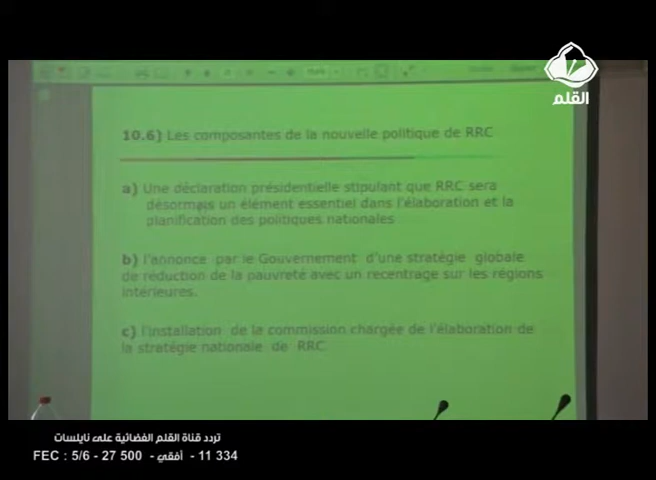 القلم
10.6) Les composantes de la nouvelle politique de RRC
a) Une déclaration présidentielle stipulant que RRC sera
désormais un élément essentiel dans l'élaboration et la
planification des politiques nationales
b) l'annonce par le Gouvernement d'une stratégie globale
de réduction de la pauvreté avec un recentrage sur les régions
intérieures.
c) l'installation de la commission chargée de l'élaboration de
la stratégie nationale de RRC
تردد قناة القلم الفضائية على نايلسات
FEC : 5/6 - 27 500 - أفقي - 11 334